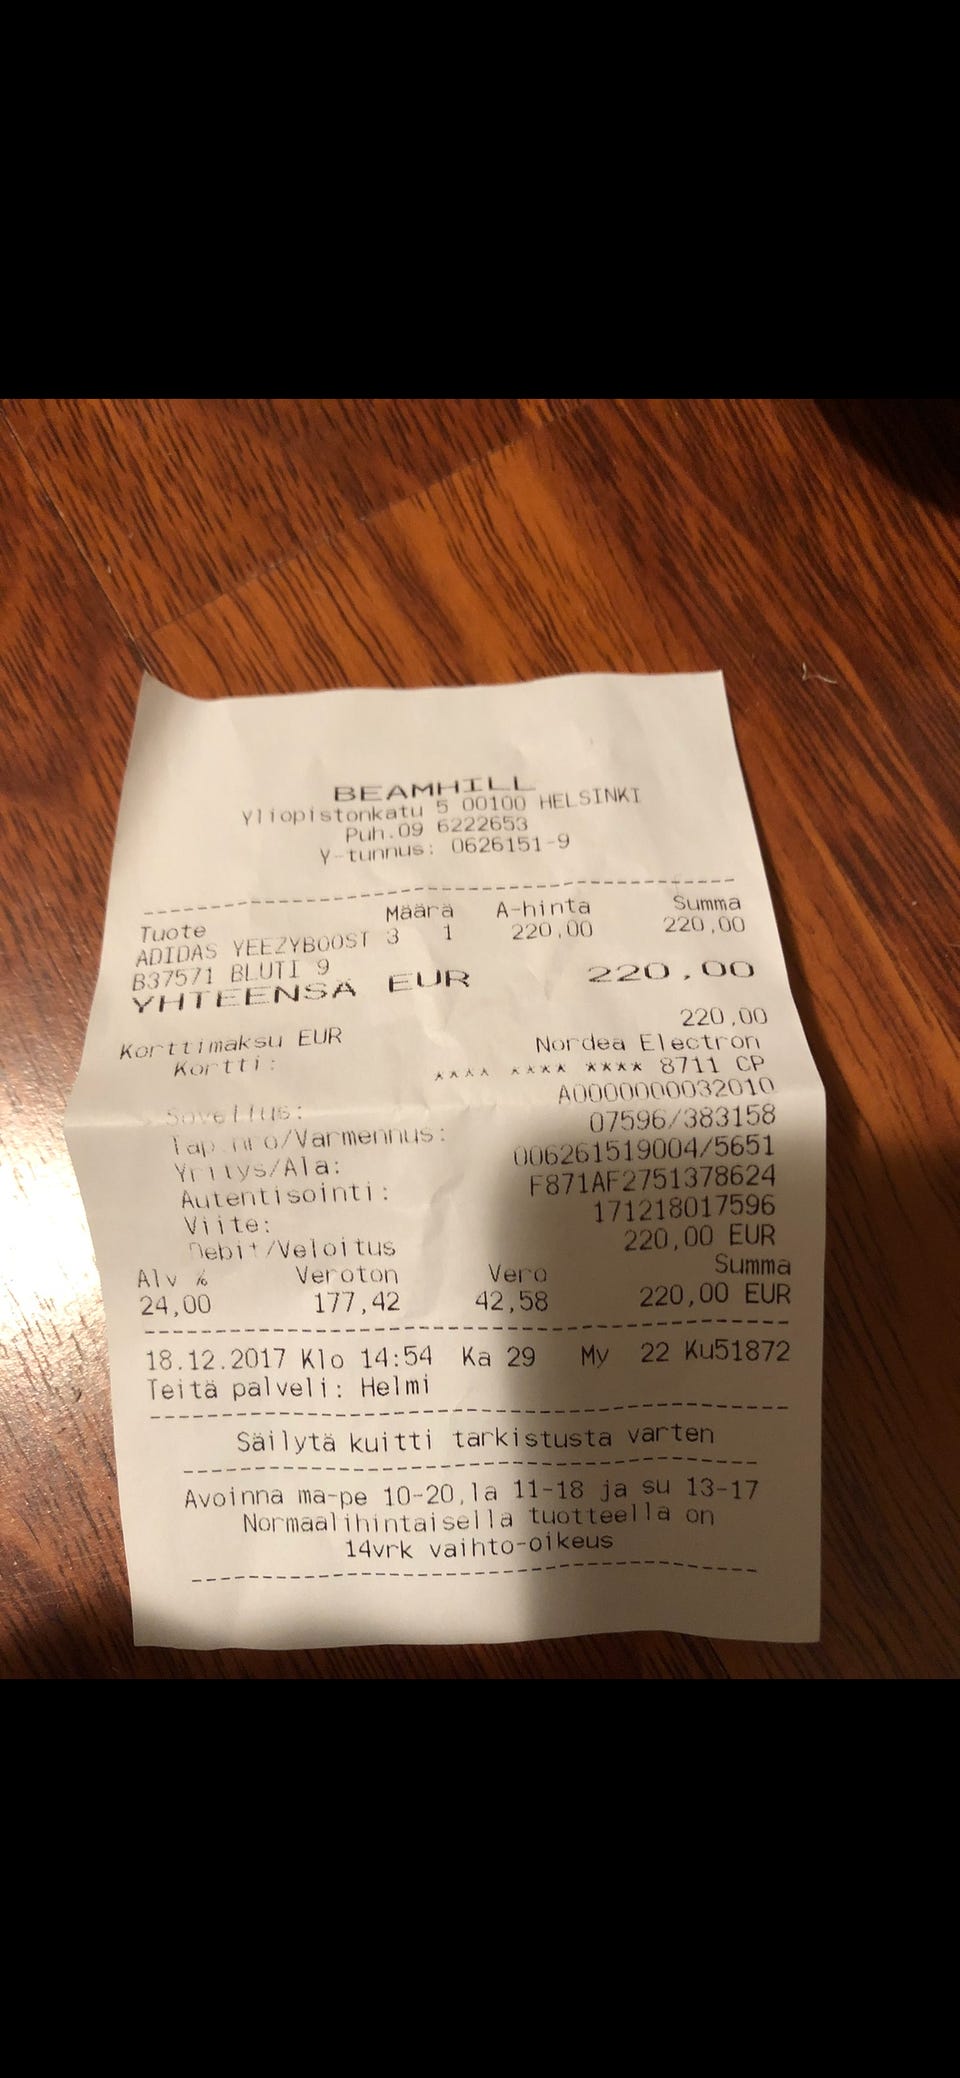 BEAMHILL
Yliopistonkatu 5 00100 HELSINKI
Puh.09 6222653
Y-tunnus: 0626151-9
Tuote Määrä A-hinta Summa
ADIDAS YEEZYBOOST 3 1 220,00 220,00
B37571 BLUTI 9
YHTEENSÄ EUR 220,00
Korttimaksu EUR 220,00
Kortti: Nordea Electron
**** **** **** 8711 CP
Sovellus: A0000000032010
Tap.nro/Varmennus: 07596/383158
Yritys/Ala: 006261519004/5651
Autentisointi: F871AF2751378624
Viite: 171218017596
Debit/Veloitus 220,00 EUR
Alv % Veroton Vero Summa
24,00 177,42 42,58 220,00 EUR
18.12.2017 Klo 14:54 Ka 29 My 22 Ku51872
Teitä palveli: Helmi
Säilytä kuitti tarkistusta varten
Avoinna ma-pe 10-20,la 11-18 ja su 13-17
Normaalihintaisella tuotteella on
14vrk vaihto-oikeus